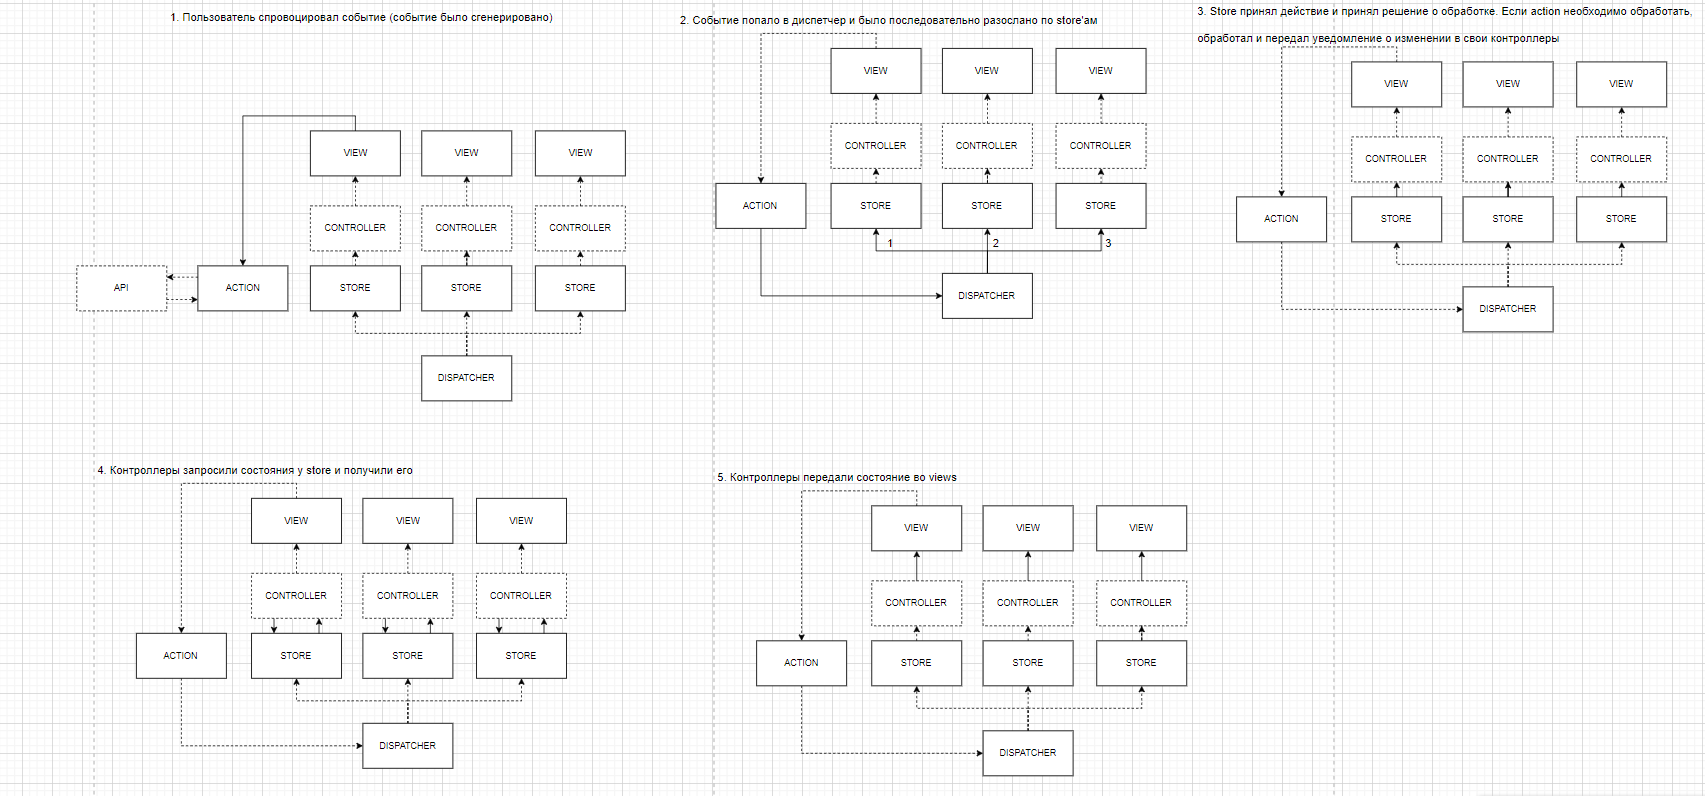 1. Пользователь спровоцировал событие (событие было сгенерировано)
VIEW
VIEW
VIEW
CONTROLLER
CONTROLLER
CONTROLLER
API
ACTION
STORE
STORE
STORE
DISPATCHER
2. Событие попало в диспетчер и было последовательно разослано по store'ам
VIEW
VIEW
VIEW
CONTROLLER
CONTROLLER
CONTROLLER
ACTION
STORE
STORE
STORE
1
2
3
DISPATCHER
3. Store принял действие и принял решение о обработке. Если action необходимо обработать,
обработал и передал уведомление о изменении в свои контроллеры
VIEW
VIEW
VIEW
CONTROLLER
CONTROLLER
CONTROLLER
ACTION
STORE
STORE
STORE
DISPATCHER
4. Контроллеры запросили состояния у store и получили его
VIEW
VIEW
VIEW
CONTROLLER
CONTROLLER
CONTROLLER
ACTION
STORE
STORE
STORE
DISPATCHER
5. Контроллеры передали состояние во views
VIEW
VIEW
VIEW
CONTROLLER
CONTROLLER
CONTROLLER
ACTION
STORE
STORE
STORE
DISPATCHER